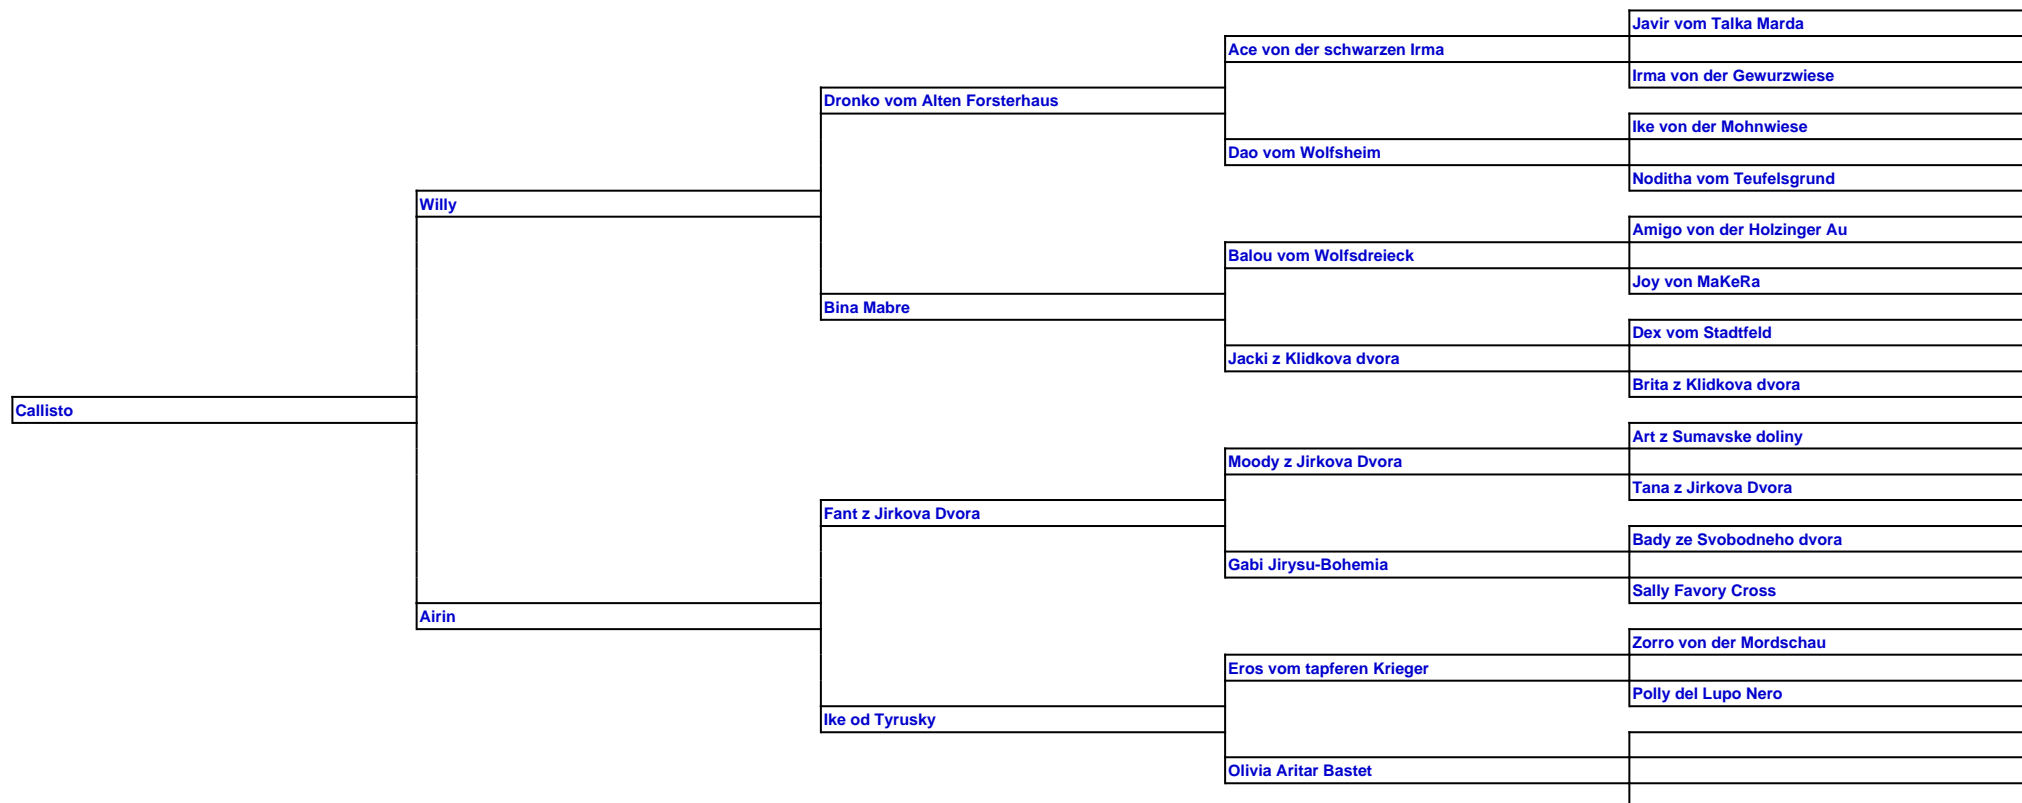 Javir vom Talka Marda
Ace von der schwarzen Irma
Irma von der Gewurzwiese
Dronko vom Alten Forsterhaus
Ike von der Mohnwiese
Dao vom Wolfsheim
Noditha vom Teufelsgrund
Willy
Amigo von der Holzinger Au
Balou vom Wolfsdreieck
Joy von MaKeRa
Bina Mabre
Dex vom Stadtfeld
Jacki z Klidkova dvora
Brita z Klidkova dvora
Callisto
Art z Sumavske doliny
Moody z Jirkova Dvora
Tana z Jirkova Dvora
Fant z Jirkova Dvora
Bady ze Svobodneho dvora
Gabi Jirysu-Bohemia
Sally Favory Cross
Airin
Zorro von der Mordschau
Eros vom tapferen Krieger
Polly del Lupo Nero
Ike od Tyrusky
Olivia Aritar Bastet